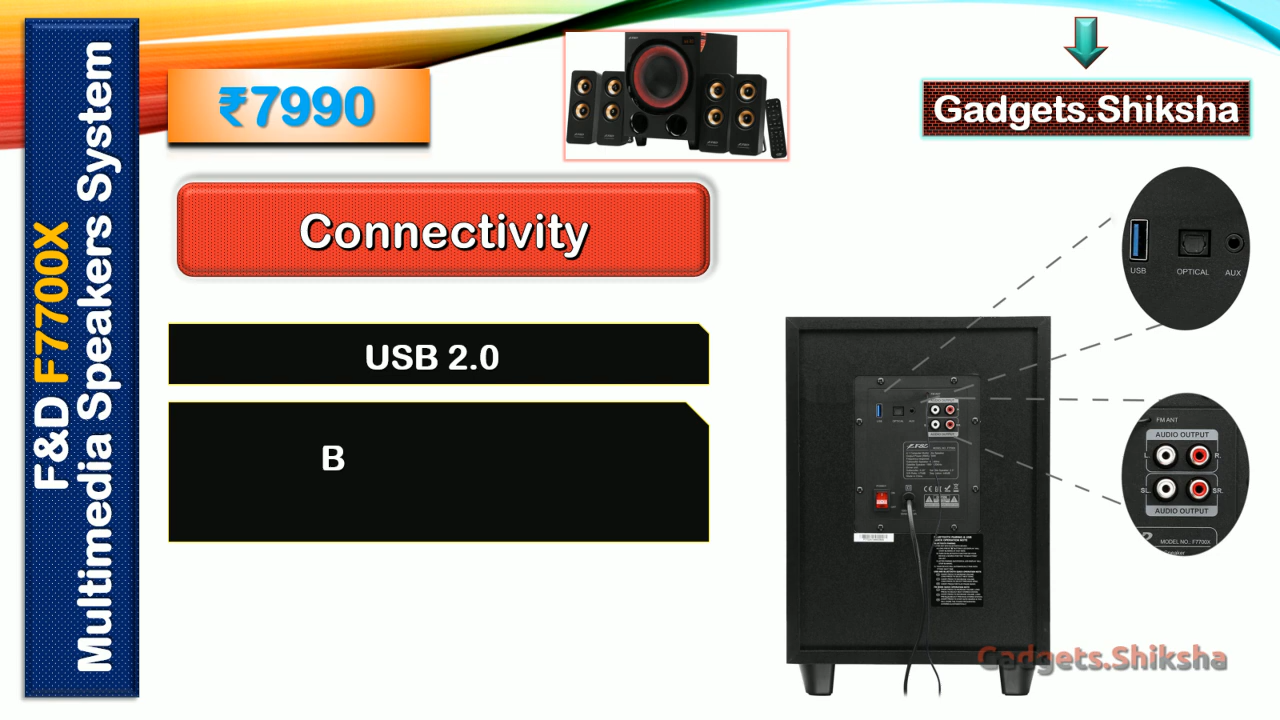 F&D F7700X
Multimedia Speakers System
₹7990
Gadgets.Shiksha
Connectivity
USB 2.0
B
USB
OPTICAL
AUX
FM ANT
AUDIO OUTPUT
L.
R.
SL.
SR.
AUDIO OUTPUT
MODEL NO.: F7700X
Speaker
Gadgets.Shiksha